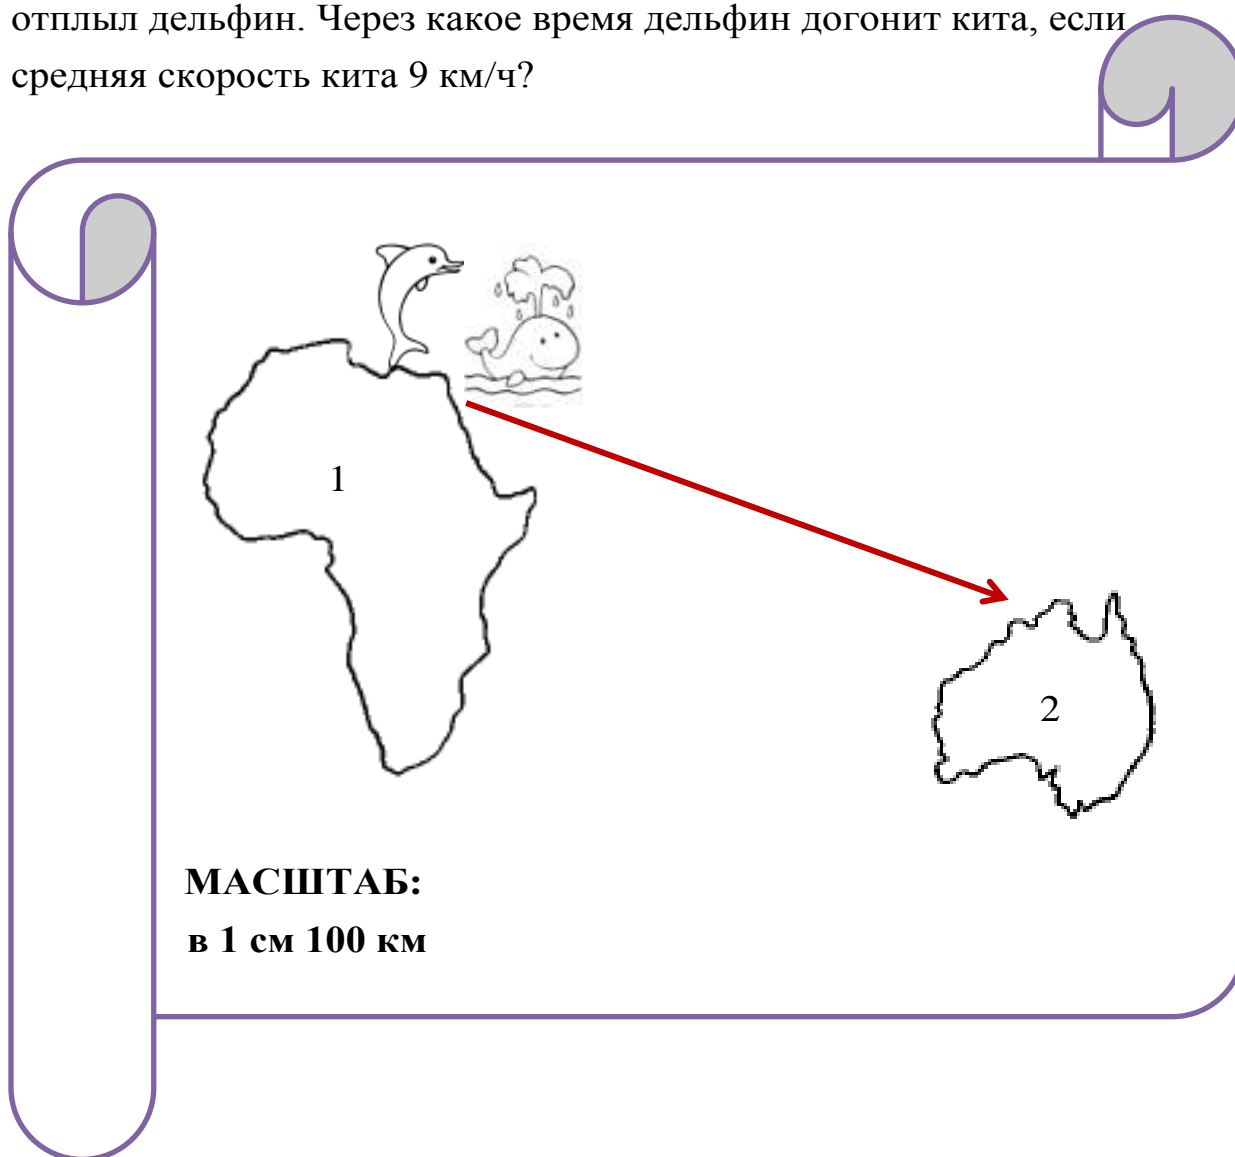 отплыл дельфин. Через какое время дельфин догонит кита, если
средняя скорость кита 9 км/ч?
1
2
МАСШТАБ:
в 1 см 100 км